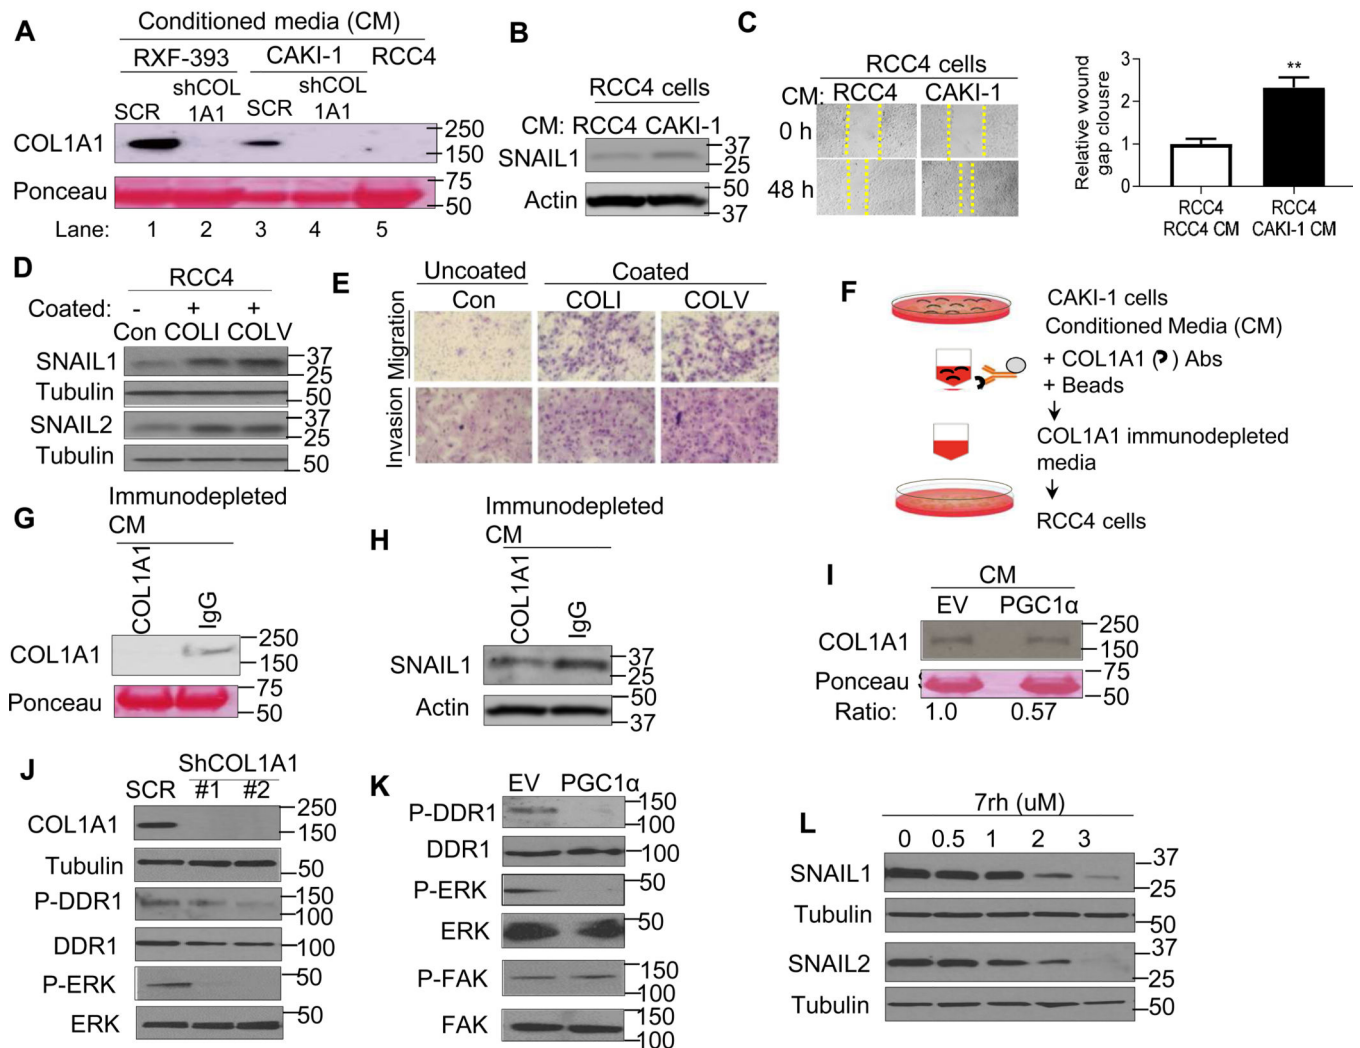 A
Conditioned media (CM)
RXF-393 CAKI-1 RCC4
SCR shCOL 1A1 SCR shCOL 1A1
COL1A1 250 150
Ponceau 75 50
Lane: 1 2 3 4 5
B
RCC4 cells
CM: RCC4 CAKI-1
SNAIL1 37 25
Actin 50 37
C
RCC4 cells
CM: RCC4 CAKI-1
0 h
48 h
Relative wound
gap clousre
3
2
1
0
**
RCC4 RCC4
RCC4 CM CAKI-1 CM
D
RCC4
Coated: - + +
Con COLI COLV
SNAIL1 37 25
Tubulin 50
SNAIL2 37 25
Tubulin 50
E
Uncoated Coated
Con COLI COLV
Migration
Invasion
F
CAKI-1 cells
Conditioned Media (CM)
+ COL1A1 ( ) Abs
+ Beads
COL1A1 immunodepleted
media
RCC4 cells
G
Immunodepleted
CM
COL1A1 IgG
COL1A1 250 150
Ponceau 75 50
H
Immunodepleted
CM
COL1A1 IgG
SNAIL1 37 25
Actin 50 37
I
CM
EV PGC1α
COL1A1 250 150
Ponceau 75 50
Ratio: 1.0 0.57
J
ShCOL1A1
SCR #1 #2
COL1A1 250 150
Tubulin 50
P-DDR1 150 100
DDR1 100
P-ERK 50
ERK 50
K
EV PGC1α
P-DDR1 150 100
DDR1 100
P-ERK 50
ERK 50
P-FAK 150 100
FAK 150 100
L
7rh (uM)
0 0.5 1 2 3
SNAIL1 37 25
Tubulin 50
SNAIL2 37 25
Tubulin 50